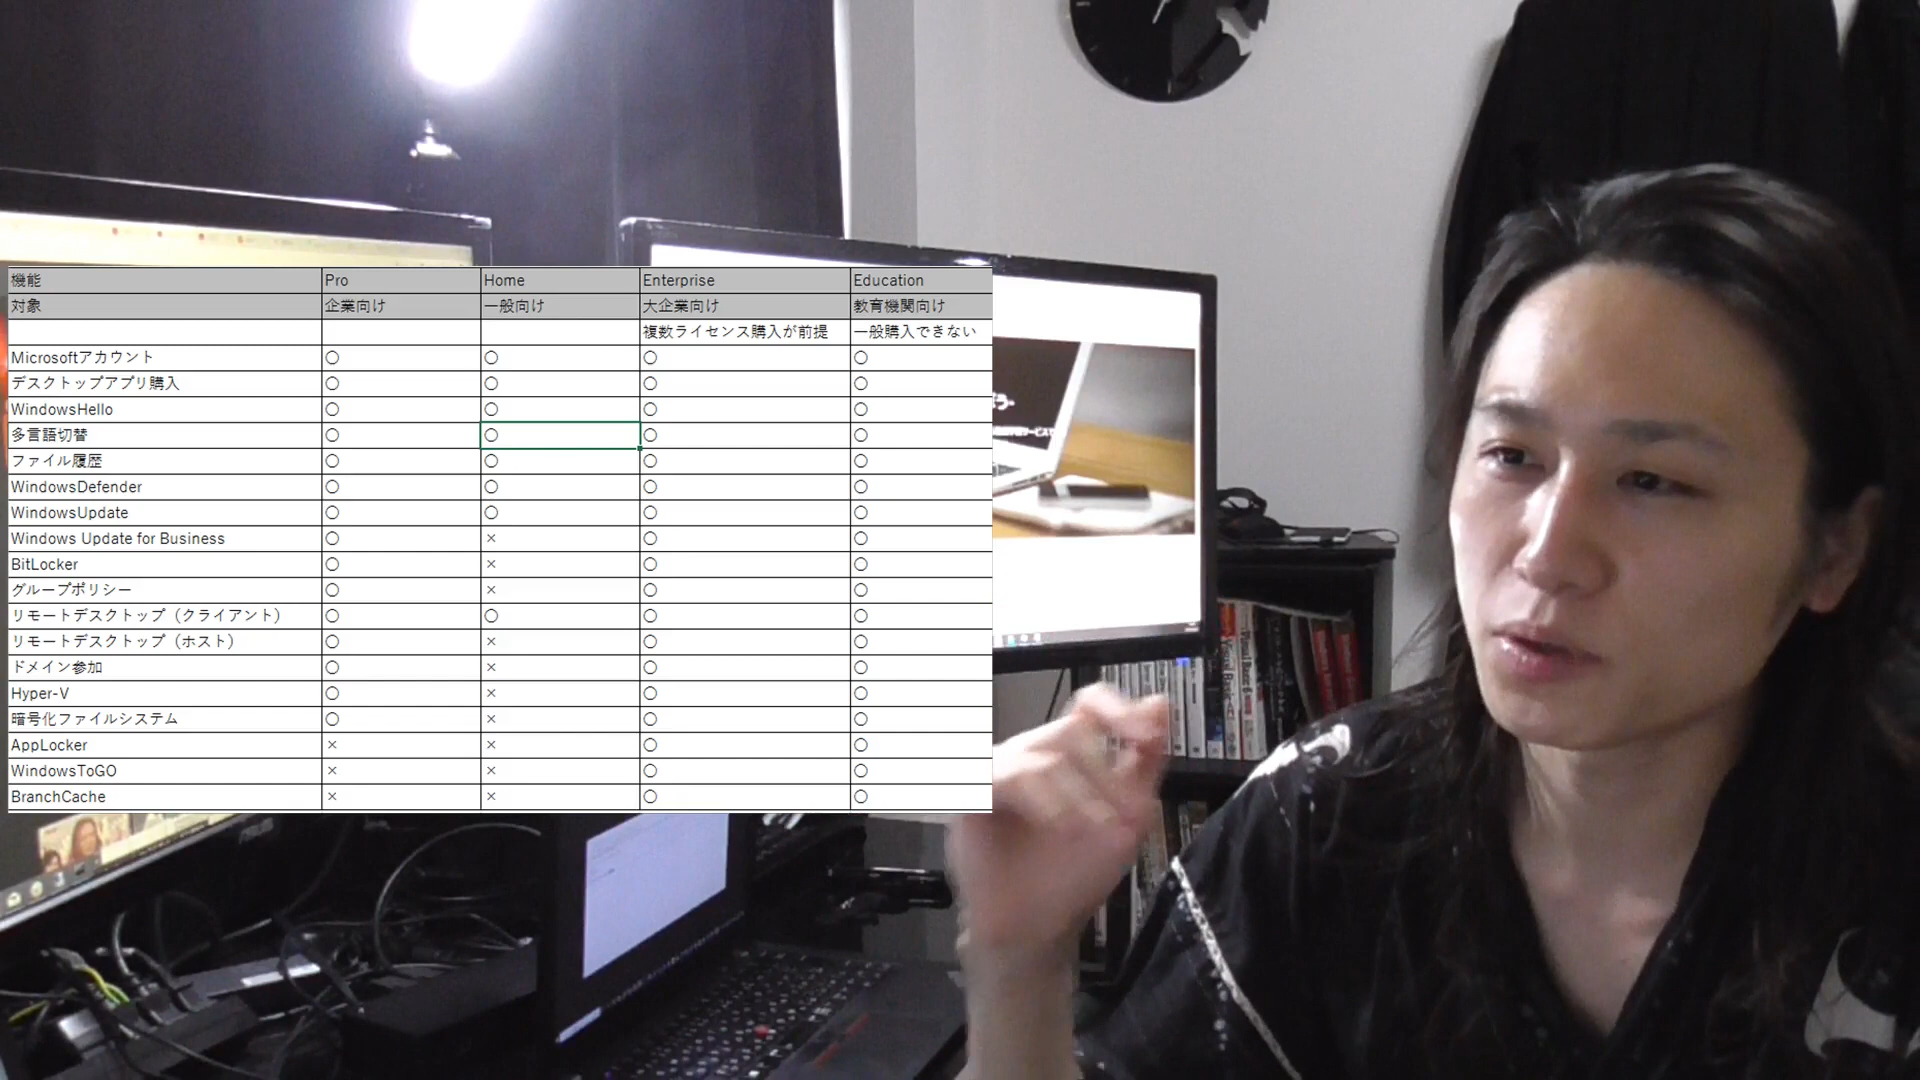 機能 Pro Home Enterprise Education
対象 企業向け 一般向け 大企業向け 教育機関向け
複数ライセンス購入が前提 一般購入できない
Microsoftアカウント 〇 〇 〇 〇
デスクトップアプリ購入 〇 〇 〇 〇
WindowsHello 〇 〇 〇 〇
多言語切替 〇 〇 〇 〇
ファイル履歴 〇 〇 〇 〇
WindowsDefender 〇 〇 〇 〇
WindowsUpdate 〇 〇 〇 〇
Windows Update for Business 〇 × 〇 〇
BitLocker 〇 × 〇 〇
グループポリシー 〇 × 〇 〇
リモートデスクトップ（クライアント） 〇 〇 〇 〇
リモートデスクトップ（ホスト） 〇 × 〇 〇
ドメイン参加 〇 × 〇 〇
Hyper-V 〇 × 〇 〇
暗号化ファイルシステム 〇 × 〇 〇
AppLocker × × 〇 〇
WindowsToGO × × 〇 〇
BranchCache × × 〇 〇